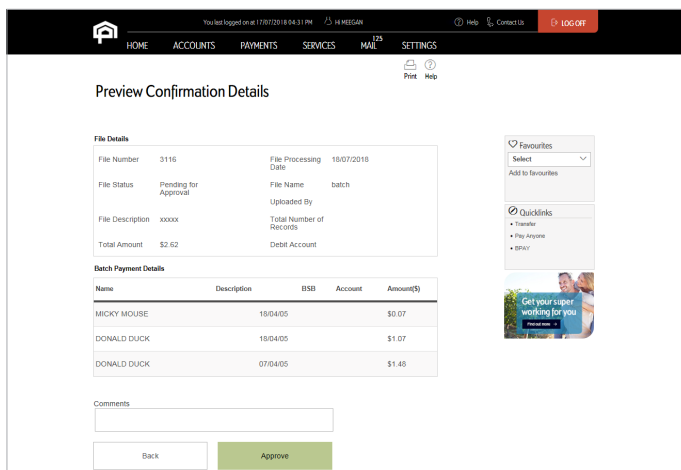 You last logged on at 17/07/2018 04:31 PM Hi MEEGAN Help Contact Us LOG OFF
HOME ACCOUNTS PAYMENTS SERVICES MAIL 125 SETTINGS
Print Help
Preview Confirmation Details
File Details
File Number 3116 File Processing Date 18/07/2018
File Status Pending for Approval File Name batch
Uploaded By
File Description xxxxx Total Number of Records
Total Amount $2.62 Debit Account
Batch Payment Details
Name Description BSB Account Amount($)
MICKY MOUSE 18/04/05 $0.07
DONALD DUCK 18/04/05 $1.07
DONALD DUCK 07/04/05 $1.48
Comments
Back Approve
Favourites
Select
Add to favourites
Quicklinks
Transfer
Pay Anyone
BPAY
Get your super
working for you
Find out more